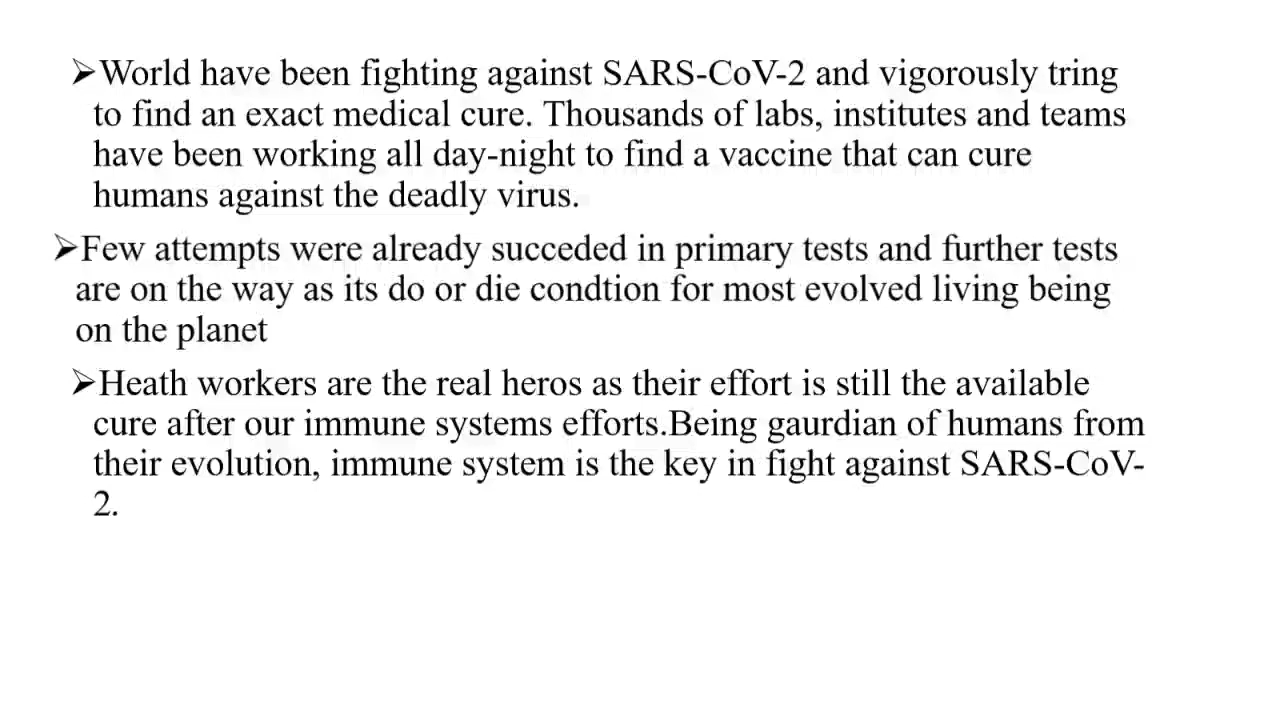 ➢World have been fighting against SARS-CoV-2 and vigorously tring
to find an exact medical cure. Thousands of labs, institutes and teams
have been working all day-night to find a vaccine that can cure
humans against the deadly virus.
➢Few attempts were already succeded in primary tests and further tests
are on the way as its do or die condtion for most evolved living being
on the planet
➢Heath workers are the real heros as their effort is still the available
cure after our immune systems efforts.Being gaurdian of humans from
their evolution, immune system is the key in fight against SARS-CoV-
2.